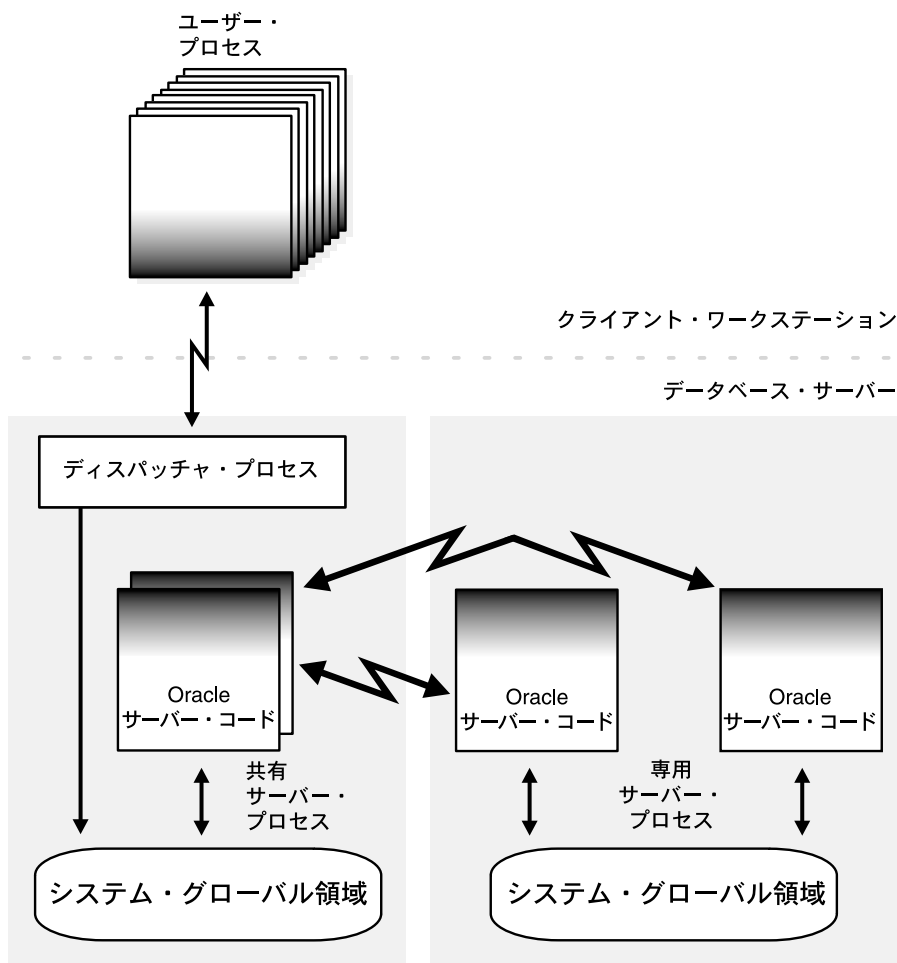 ユーザー・
プロセス
クライアント・ワークステーション
データベース・サーバー
ディスパッチャ・プロセス
Oracle
サーバー・コード
Oracle
サーバー・コード
Oracle
サーバー・コード
共有
サーバー・
プロセス
専用
サーバー・
プロセス
システム・グローバル領域
システム・グローバル領域